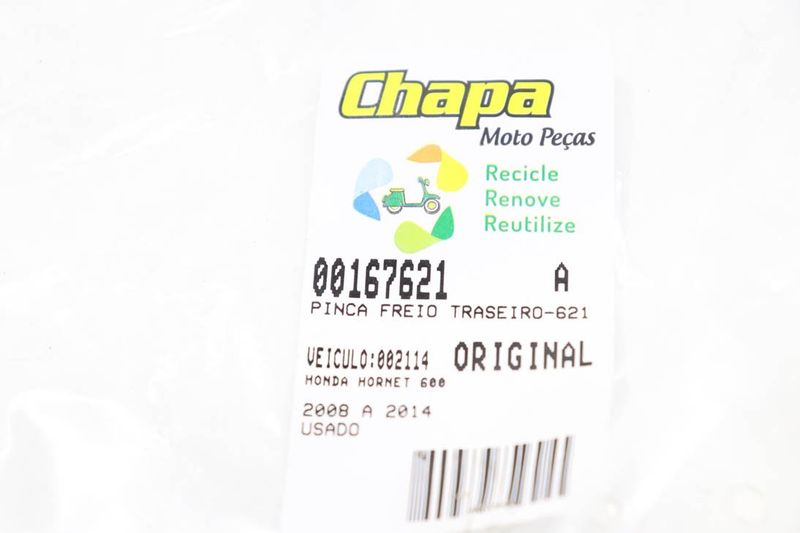 Chapa
Moto Peças
Recicle
Renove
Reutilize
00167621 A
PINCA FREIO TRASEIRO-621
VEICULO:002114 ORIGINAL
HONDA HORNET 600
2008 A 2014
USADO